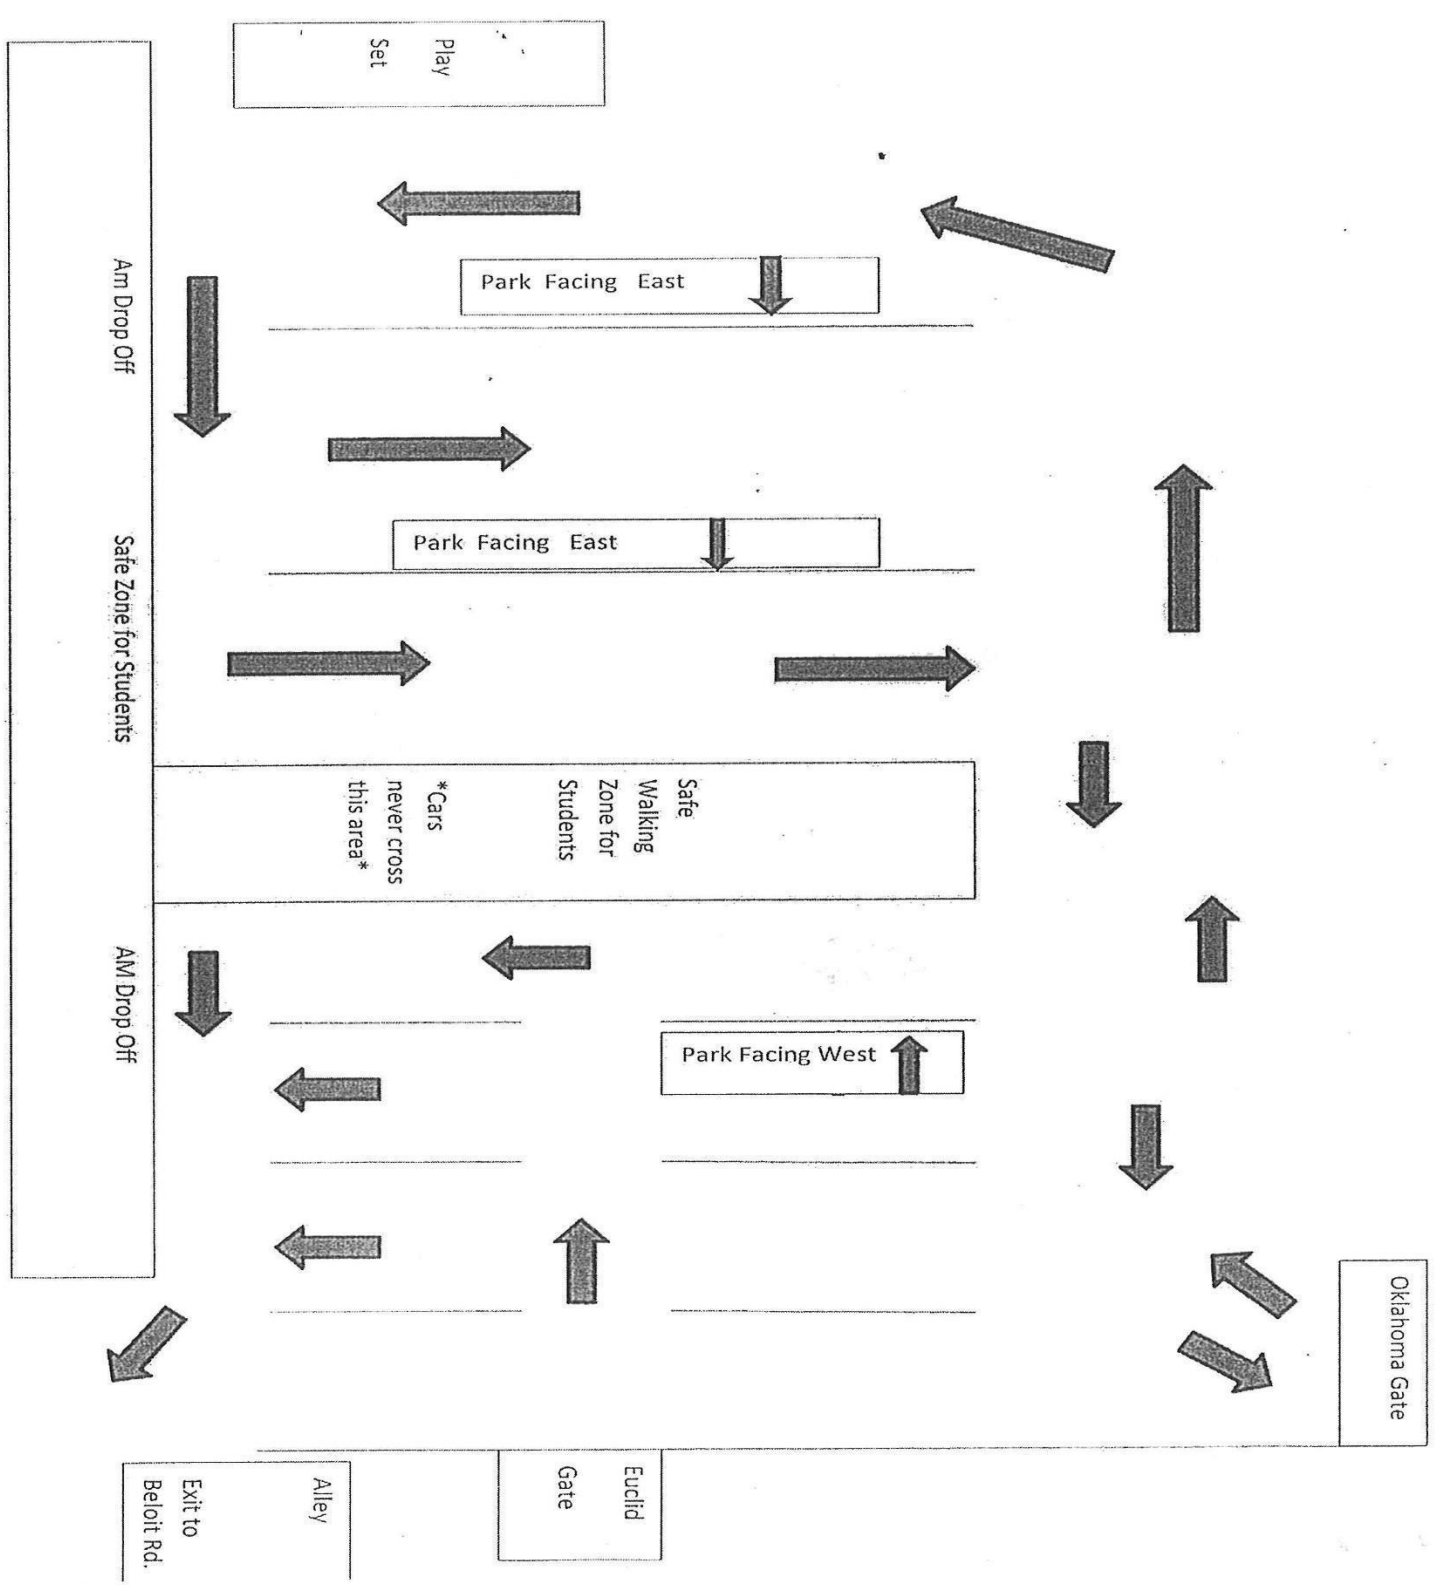 Play
Set
Park Facing East
Park Facing East
Am Drop Off
Safe Zone for Students
AM Drop Off
Safe
Walking
Zone for
Students
*Cars
never cross
this area*
Park Facing West
Oklahoma Gate
Euclid
Gate
Alley
Exit to
Beloit Rd.